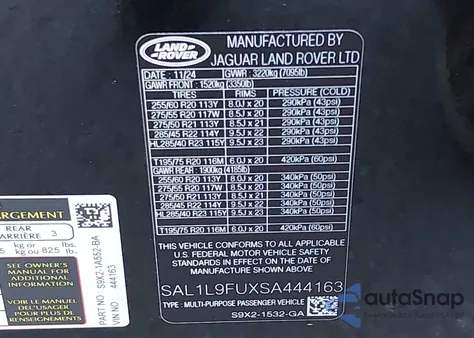 LAND ROVER
MANUFACTURED BY
JAGUAR LAND ROVER LTD
DATE : 11/24 GVWR : 3220kg (7095lb)
GAWR FRONT : 1520kg (3350lb)
TIRES RIMS PRESSURE (COLD)
255/60 R20 113Y 8.0J x 20 290kPa (43psi)
275/55 R20 117W 8.0J x 20 290kPa (43psi)
275/50 R21 113Y 8.5J x 21 290kPa (43psi)
285/45 R22 114Y 9.5J x 22 290kPa (43psi)
HL285/40 R23 115Y 9.5J x 23 290kPa (43psi)
T195/75 R20 116M 6.0J x 20 420kPa (60psi)
GAWR REAR : 1900kg (4185lb)
255/60 R20 113Y 8.0J x 20 340kPa (50psi)
275/55 R20 117W 8.0J x 20 340kPa (50psi)
275/50 R21 113Y 8.5J x 21 340kPa (50psi)
285/45 R22 114Y 9.5J x 22 340kPa (50psi)
HL285/40 R23 115Y 9.5J x 23 340kPa (50psi)
T195/75 R20 116M 6.0J x 20 420kPa (60psi)
THIS VEHICLE CONFORMS TO ALL APPLICABLE
U.S. FEDERAL MOTOR VEHICLE SAFETY
STANDARDS IN EFFECT ON THE DATE OF
MANUFACTURE SHOWN ABOVE.
SAL1L9FUXSA444163
TYPE : MULTI-PURPOSE PASSENGER VEHICLE
S9X2-1532-GA
ARGEMENT
REAR
ARRIÈRE 3
kg or lbs.
kg ou 825 lb.
SEE OWNER'S
MANUAL FOR
ADDITIONAL
INFORMATION
VOIR LE MANUEL
DE L'USAGER
POUR PLUS DE
RENSEIGNEMENTS
S9X2-1A552-BA
444163
autoSnap